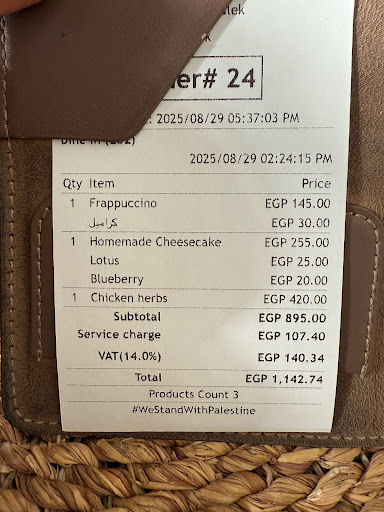 er# 24
: 2025/08/29 05:37:03 PM
2025/08/29 02:24:15 PM
Qty Item Price
1 Frappuccino EGP 145.00
كراميل EGP 30.00
1 Homemade Cheesecake EGP 255.00
Lotus EGP 25.00
Blueberry EGP 20.00
1 Chicken herbs EGP 420.00
Subtotal EGP 895.00
Service charge EGP 107.40
VAT(14.0%) EGP 140.34
Total EGP 1,142.74
Products Count 3
#WeStandWithPalestine